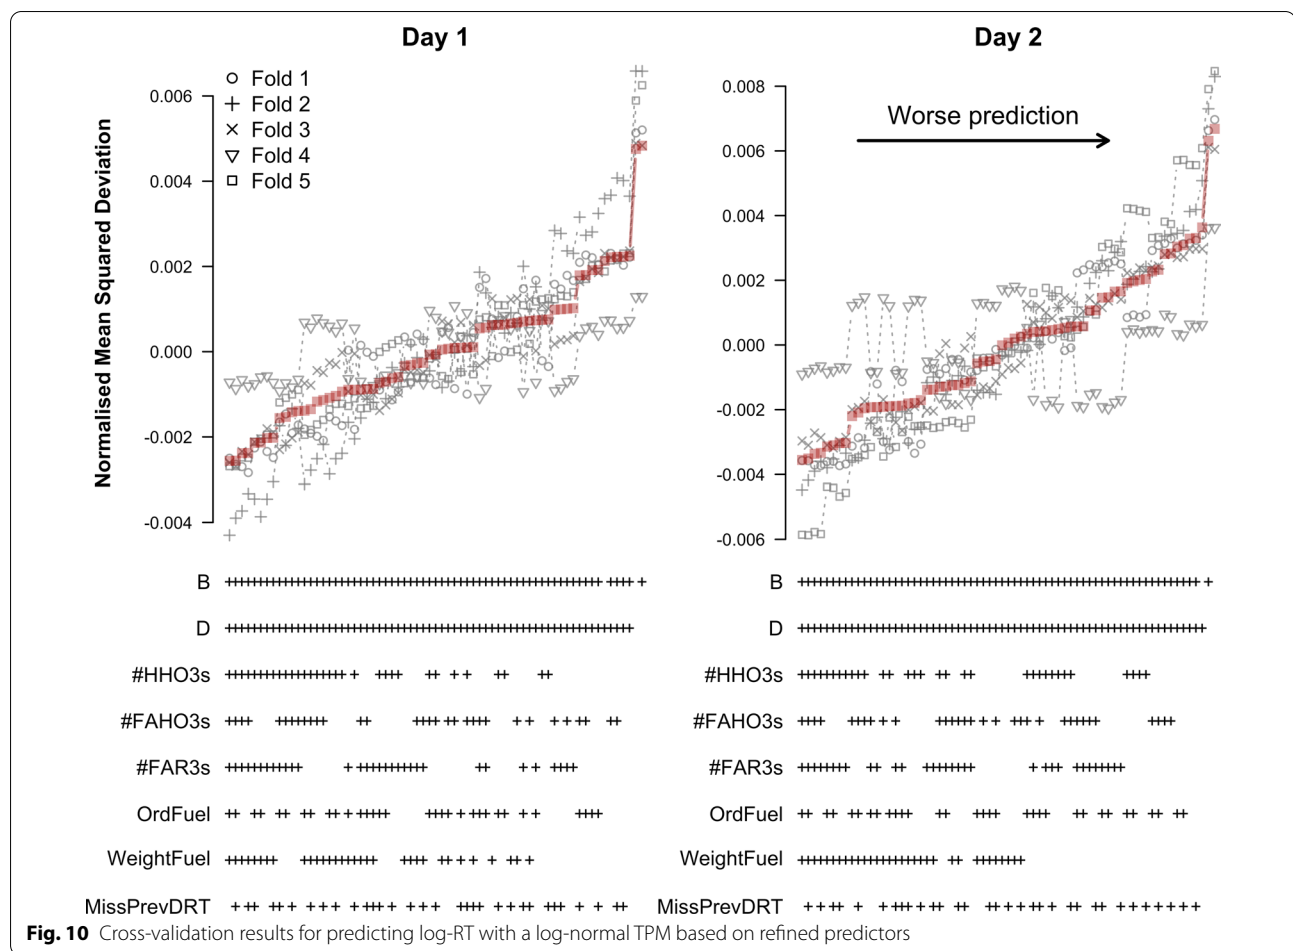 Day 1
Day 2
Normalised Mean Squared Deviation
0.006
0.004
0.002
0.000
-0.002
-0.004
Fold 1
Fold 2
Fold 3
Fold 4
Fold 5
0.008
0.006
0.004
0.002
0.000
-0.002
-0.004
-0.006
Worse prediction
B
D
#HHO3s
#FAHO3s
#FAR3s
OrdFuel
WeightFuel
MissPrevDRT
B
D
#HHO3s
#FAHO3s
#FAR3s
OrdFuel
WeightFuel
MissPrevDRT
Fig. 10 Cross-validation results for predicting log-RT with a log-normal TPM based on refined predictors